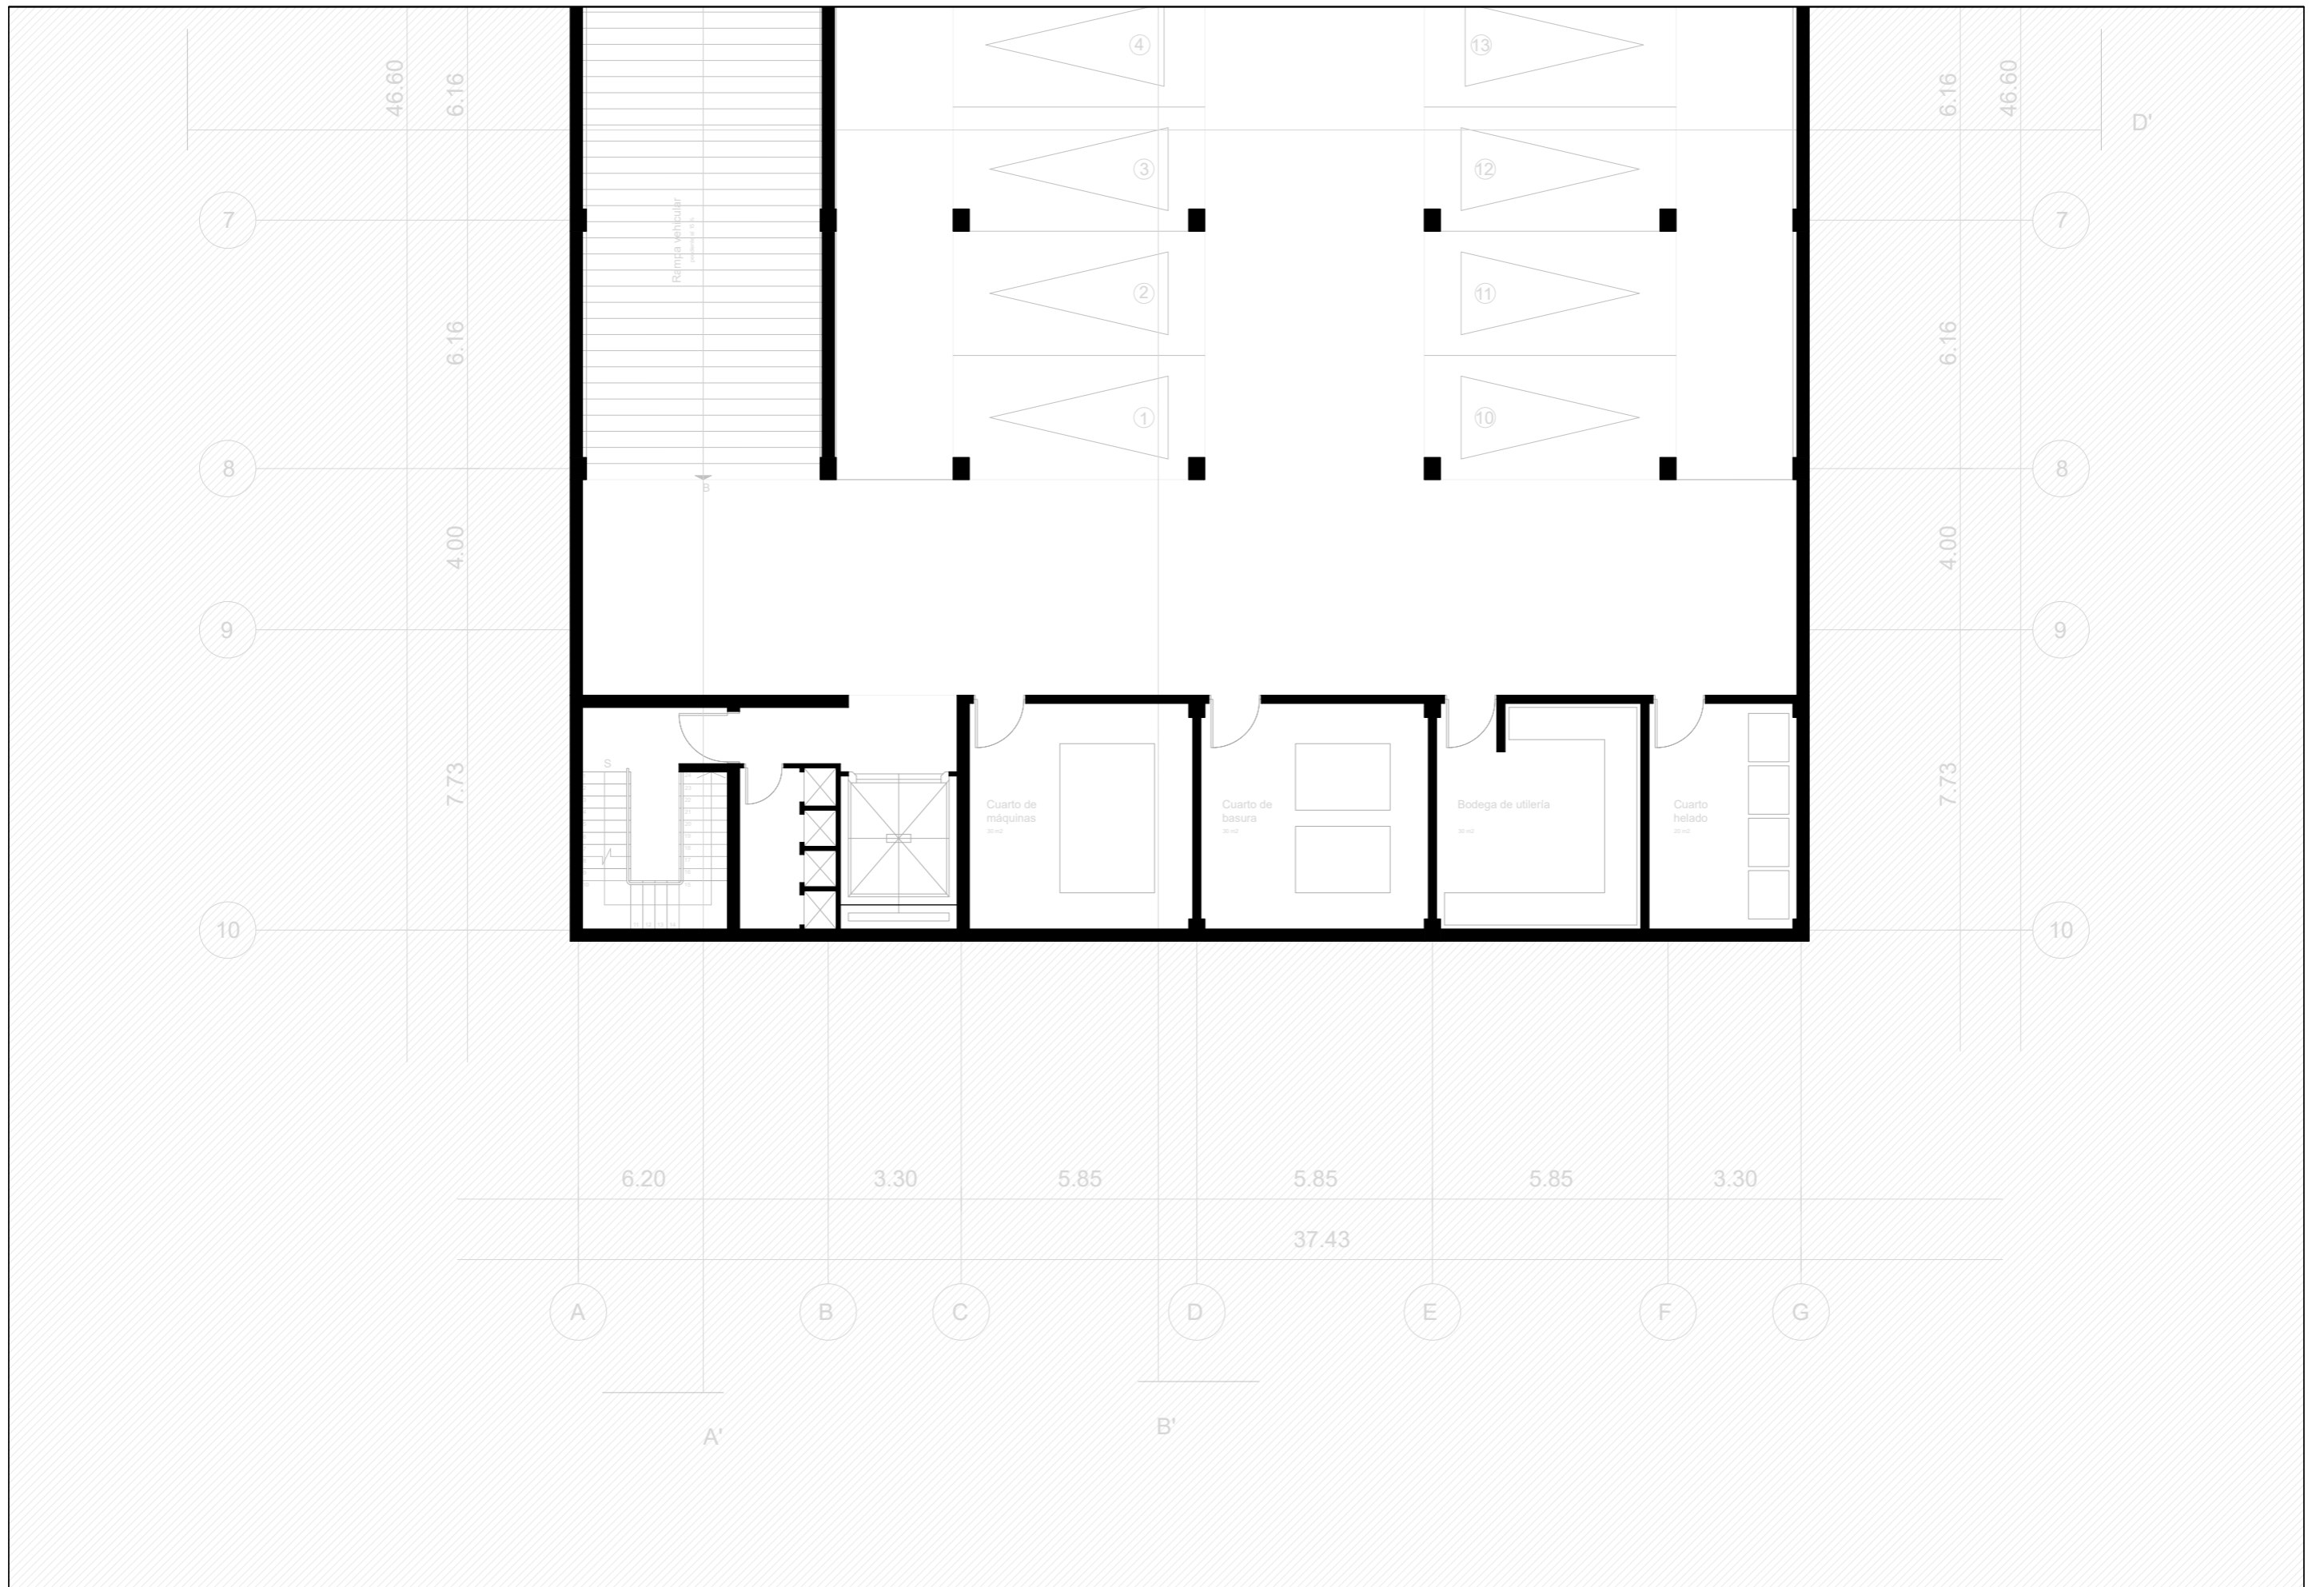 4
13
46.60
6.16
6.16
46.60
D'
3
12
7
Rampa vehicular
7
2
11
6.16
6.16
1
10
8
8
B
4.00
4.00
9
9
S
7.73
7.73
Cuarto de
máquinas
Cuarto de
basura
Bodega de utilería
Cuarto
helado
10
10
6.20
3.30
5.85
5.85
5.85
3.30
37.43
A
B
C
D
E
F
G
A'
B'